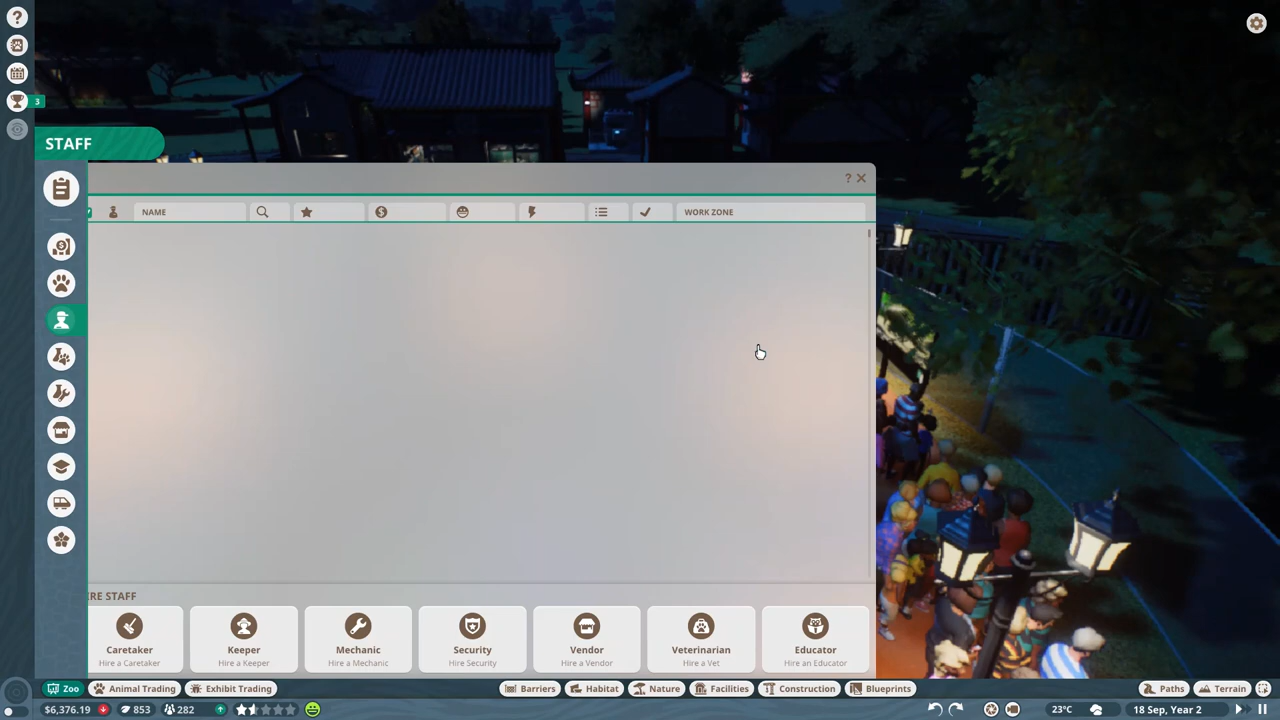 3
STAFF
?
NAME
WORK ZONE
RE STAFF
Caretaker
Hire a Caretaker
Keeper
Hire a Keeper
Mechanic
Hire a Mechanic
Security
Hire Security
Vendor
Hire a Vendor
Veterinarian
Hire a Vet
Educator
Hire an Educator
Zoo
Animal Trading
Exhibit Trading
Barriers
Habitat
Nature
Facilities
Construction
Blueprints
Paths
Terrain
$6,376.19
853
282
23°C
18 Sep, Year 2